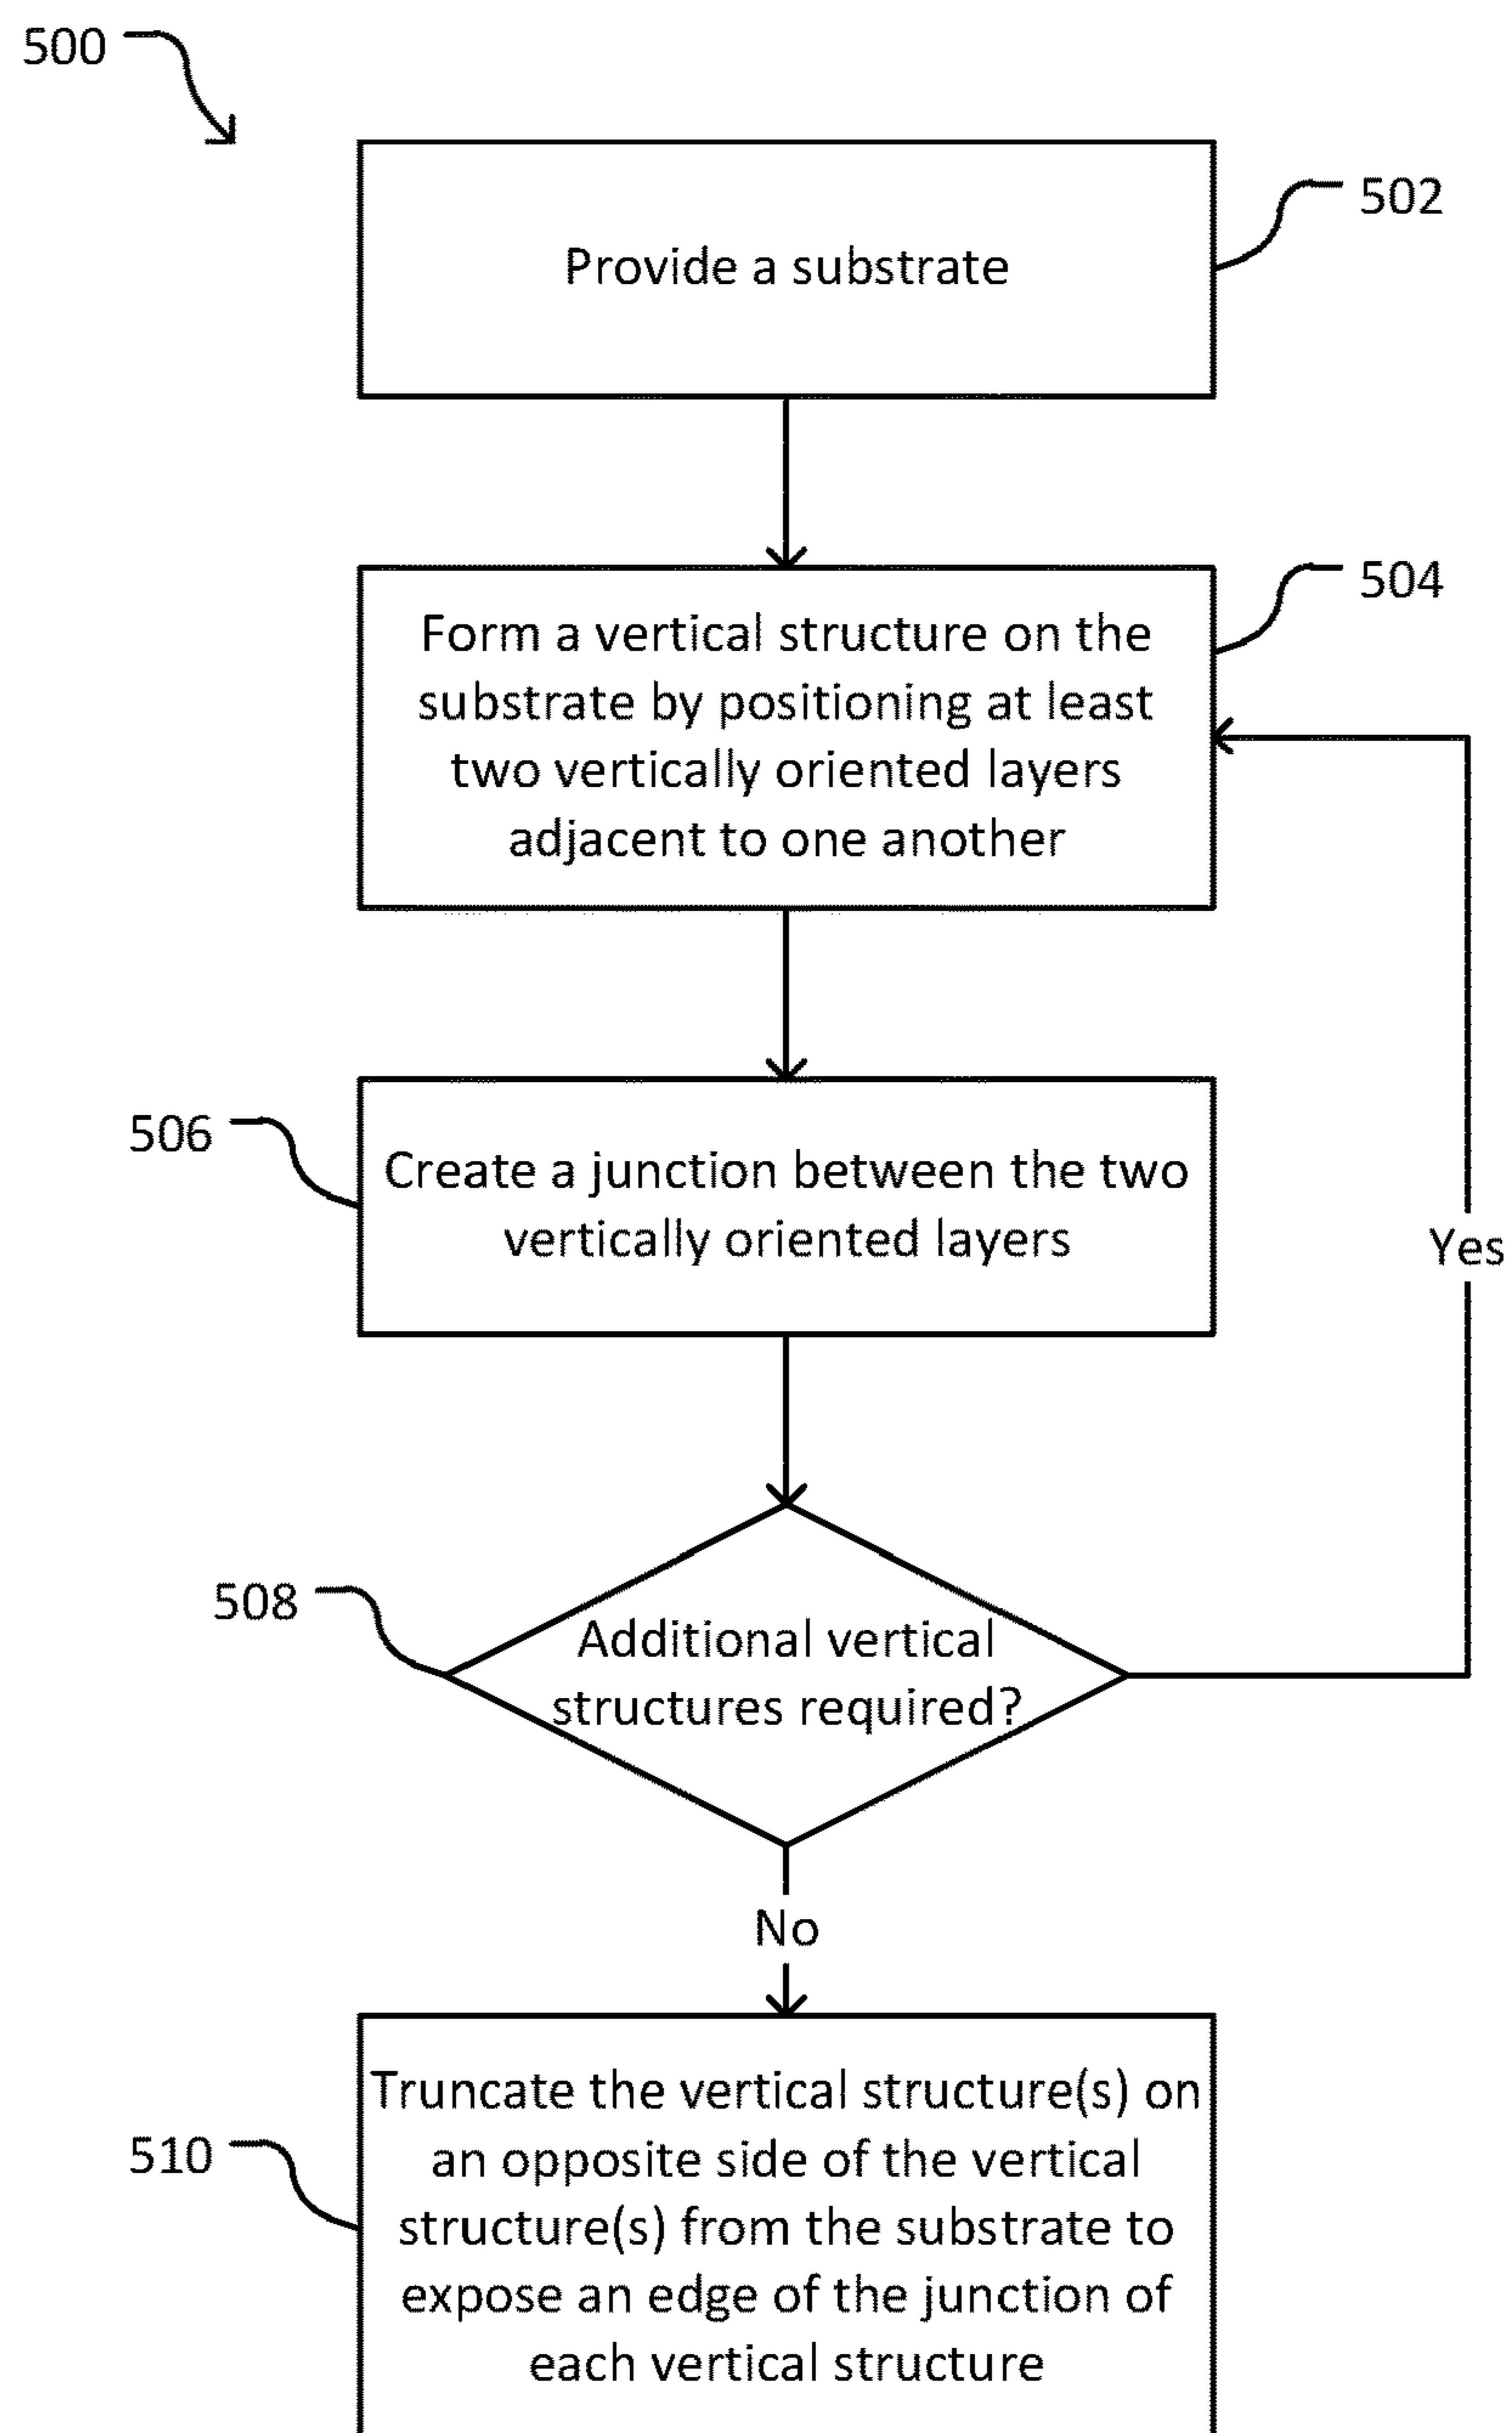 500
502
Provide a substrate
504
Form a vertical structure on the
substrate by positioning at least
two vertically oriented layers
adjacent to one another
506
Create a junction between the two
vertically oriented layers
Yes
508
Additional vertical
structures required?
No
510
Truncate the vertical structure(s) on
an opposite side of the vertical
structure(s) from the substrate to
expose an edge of the junction of
each vertical structure